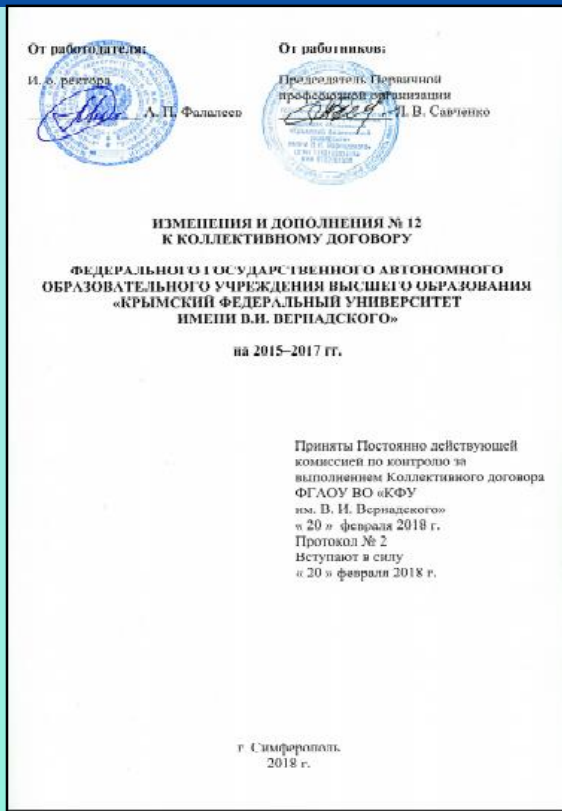 От работодателя:
От работников:
И. о. ректора
Председатель Первичной
профсоюзной организации
А. П. Фалалеев
Л. В. Савченко
ИЗМЕНЕНИЯ И ДОПОЛНЕНИЯ № 12
К КОЛЛЕКТИВНОМУ ДОГОВОРУ
ФЕДЕРАЛЬНОГО ГОСУДАРСТВЕННОГО АВТОНОМНОГО
ОБРАЗОВАТЕЛЬНОГО УЧРЕЖДЕНИЯ ВЫСШЕГО ОБРАЗОВАНИЯ
«КРЫМСКИЙ ФЕДЕРАЛЬНЫЙ УНИВЕРСИТЕТ
ИМЕНИ В.И. ВЕРНАДСКОГО»
на 2015–2017 гг.
Приняты Постоянно действующей
комиссией по контролю за
выполнением Коллективного договора
ФГАОУ ВО «КФУ
им. В. И. Вернадского»
« 20 » февраля 2018 г.
Протокол № 2
Вступают в силу
« 20 » февраля 2018 г.
г. Симферополь
2018 г.